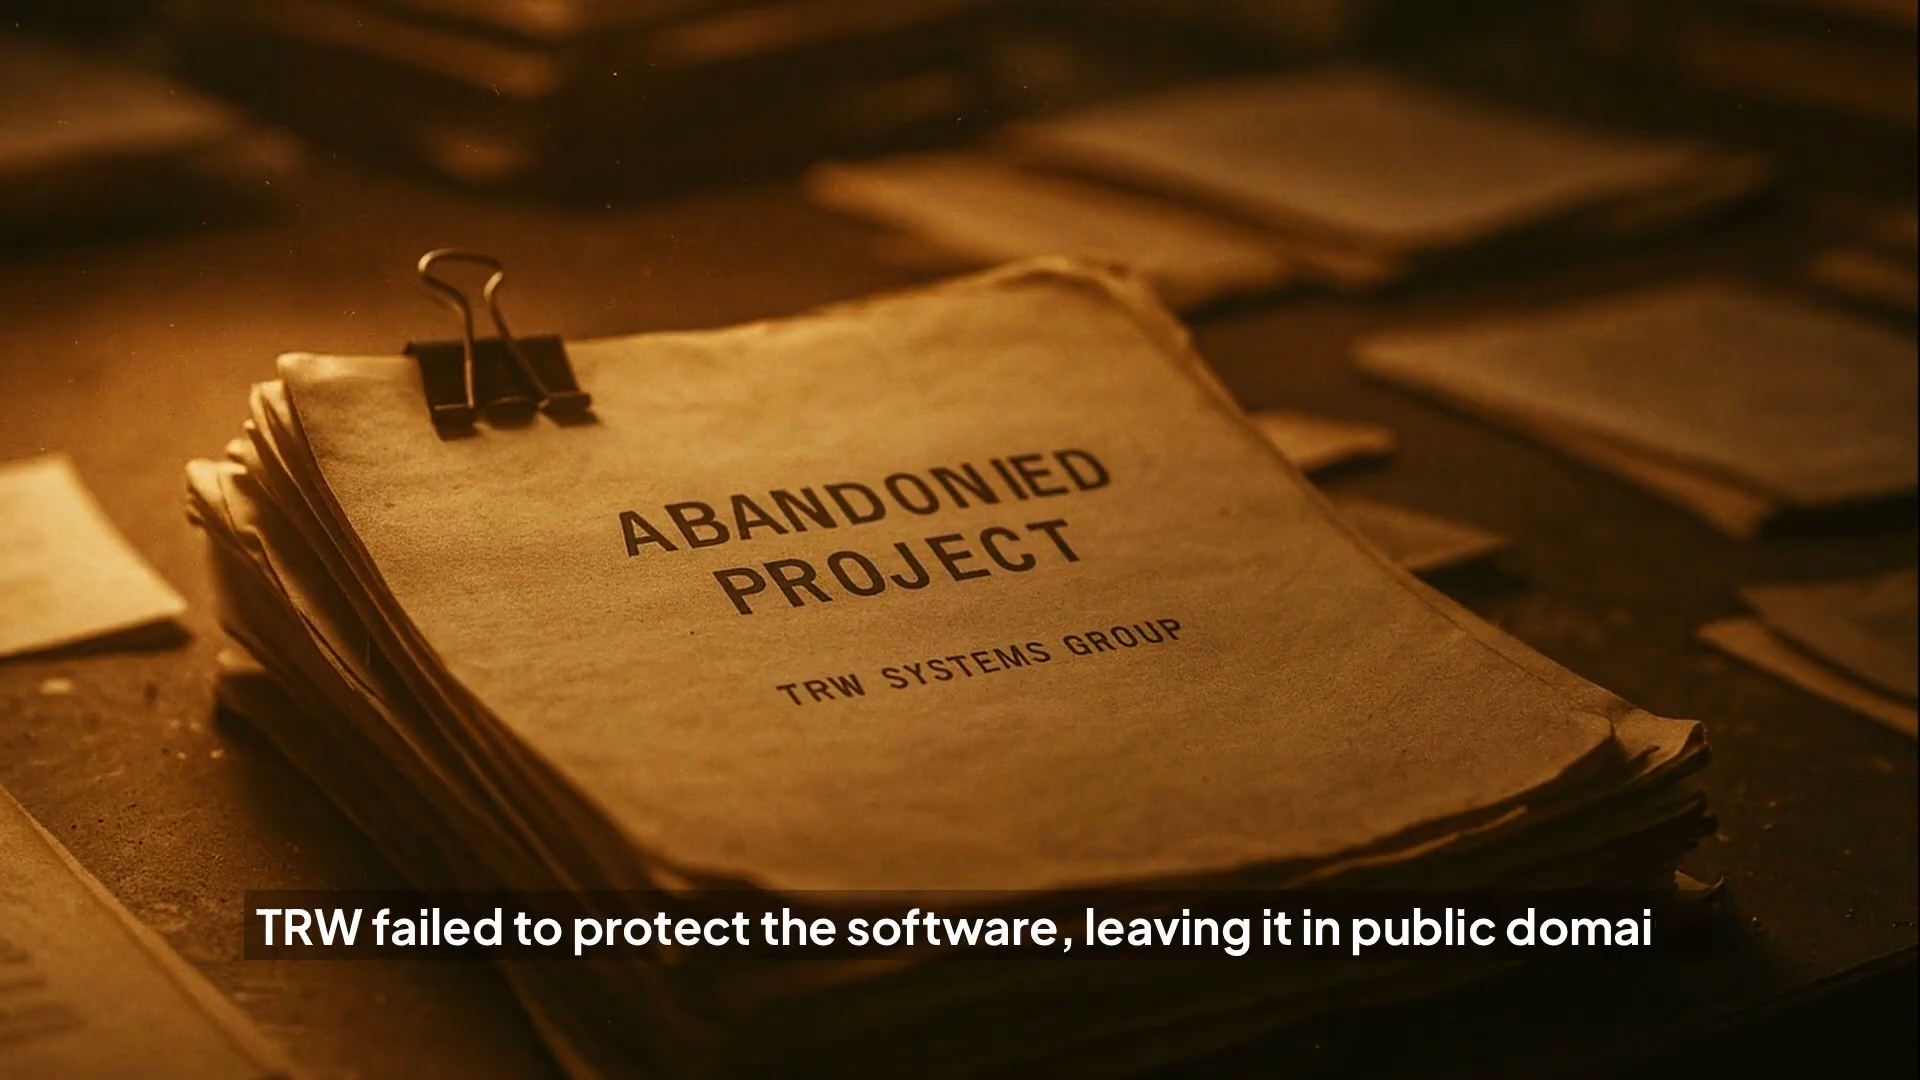 ABANDONIED
PROJECT
TRW SYSTEMS GROUP
TRW failed to protect the software, leaving it in public domai